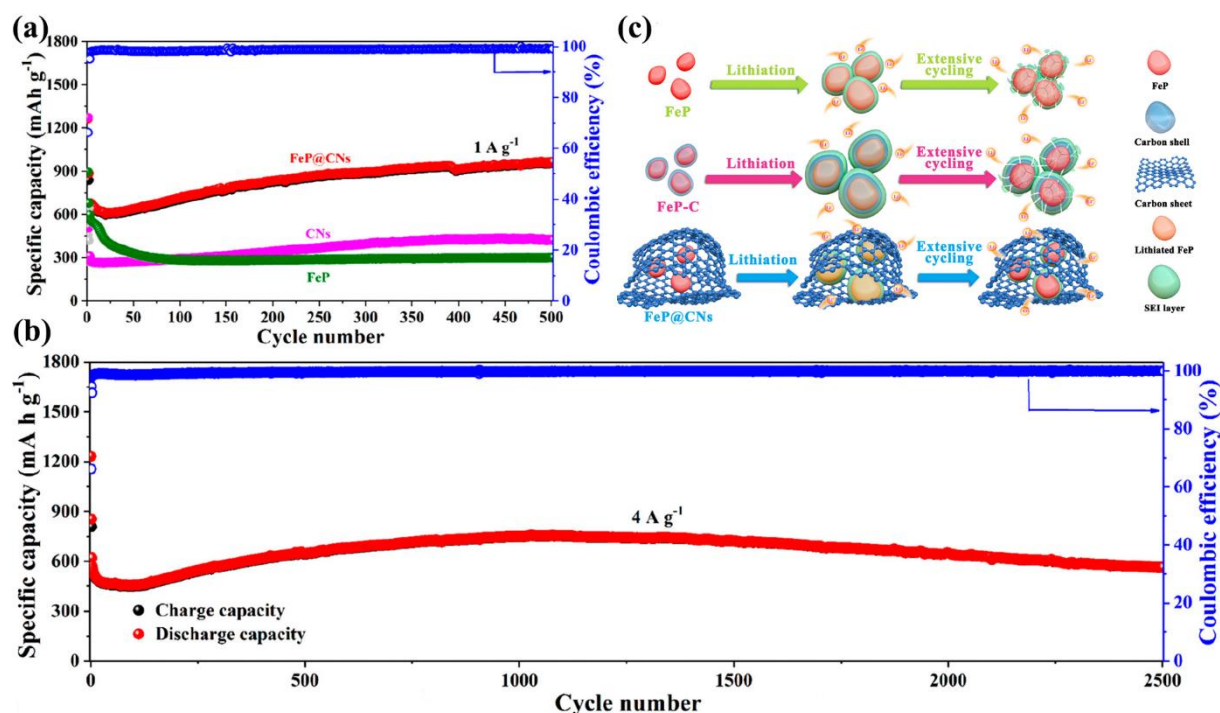 (a)
1800
1500
1200
900
600
300
0
Specific capacity (mAh g⁻¹)
FeP@CNs
1 A g⁻¹
CNs
FeP
100
80
60
40
20
0
Coulombic efficiency (%)
0 50 100 150 200 250 300 350 400 450 500
Cycle number
(c)
FeP
Lithiation
Extensive
cycling
FeP-C
Lithiation
Extensive
cycling
FeP@CNs
Lithiation
Extensive
cycling
FeP
Carbon shell
Carbon sheet
Lithiated FeP
SEI layer
(b)
1800
1500
1200
900
600
300
0
Specific capacity (mA h g⁻¹)
4 A g⁻¹
Charge capacity
Discharge capacity
100
80
60
40
20
0
Coulombic efficiency (%)
0 500 1000 1500 2000 2500
Cycle number